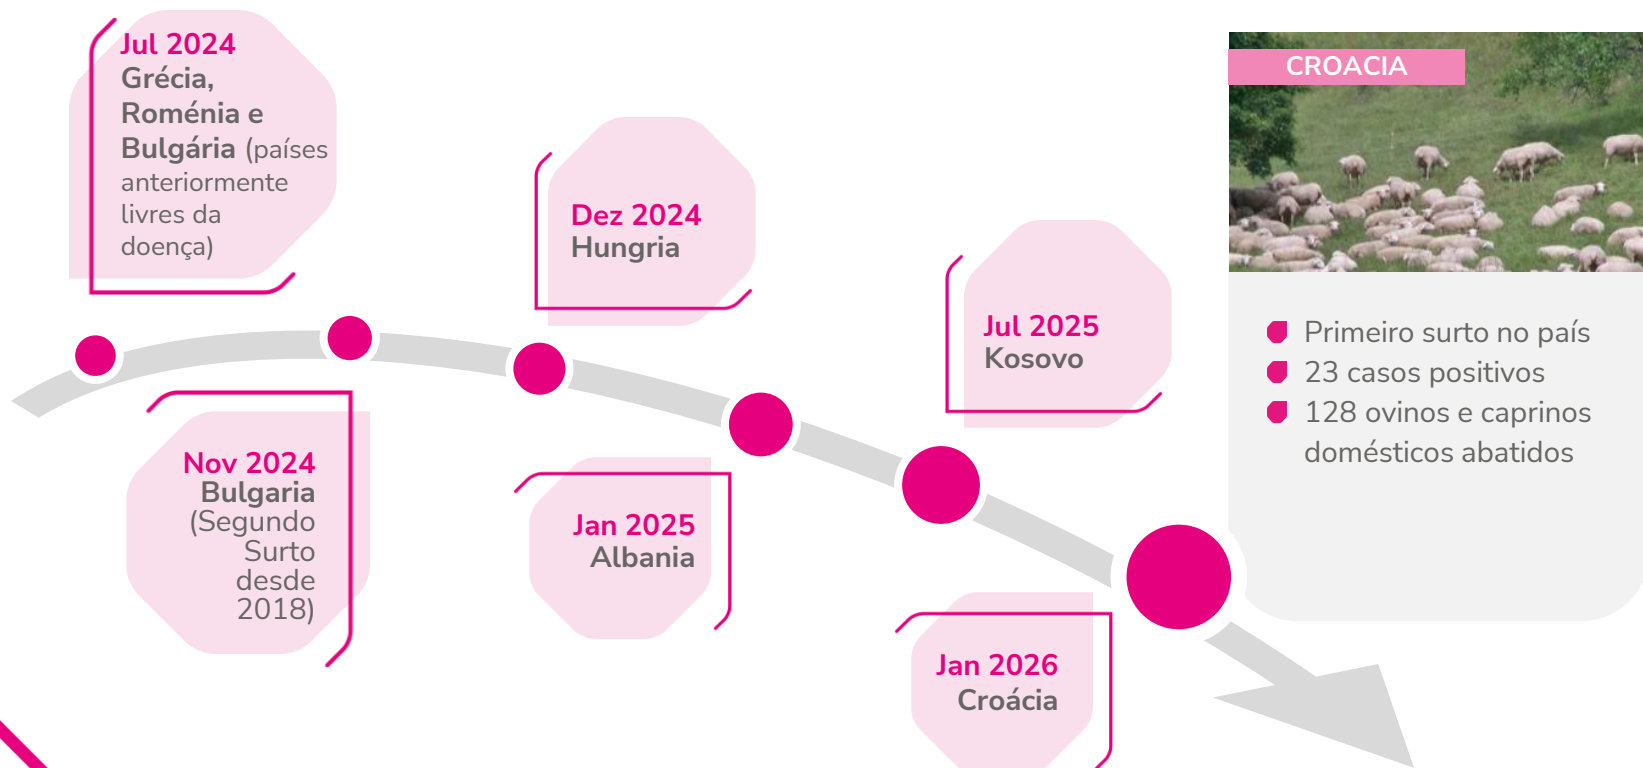 Jul 2024
Grécia,
Roménia e
Bulgária (países
anteriormente
livres da
doença)
Nov 2024
Bulgaria
(Segundo
Surto
desde
2018)
Dez 2024
Hungria
Jan 2025
Albania
Jul 2025
Kosovo
Jan 2026
Croácia
CROACIA
Primeiro surto no país
23 casos positivos
128 ovinos e caprinos
domésticos abatidos